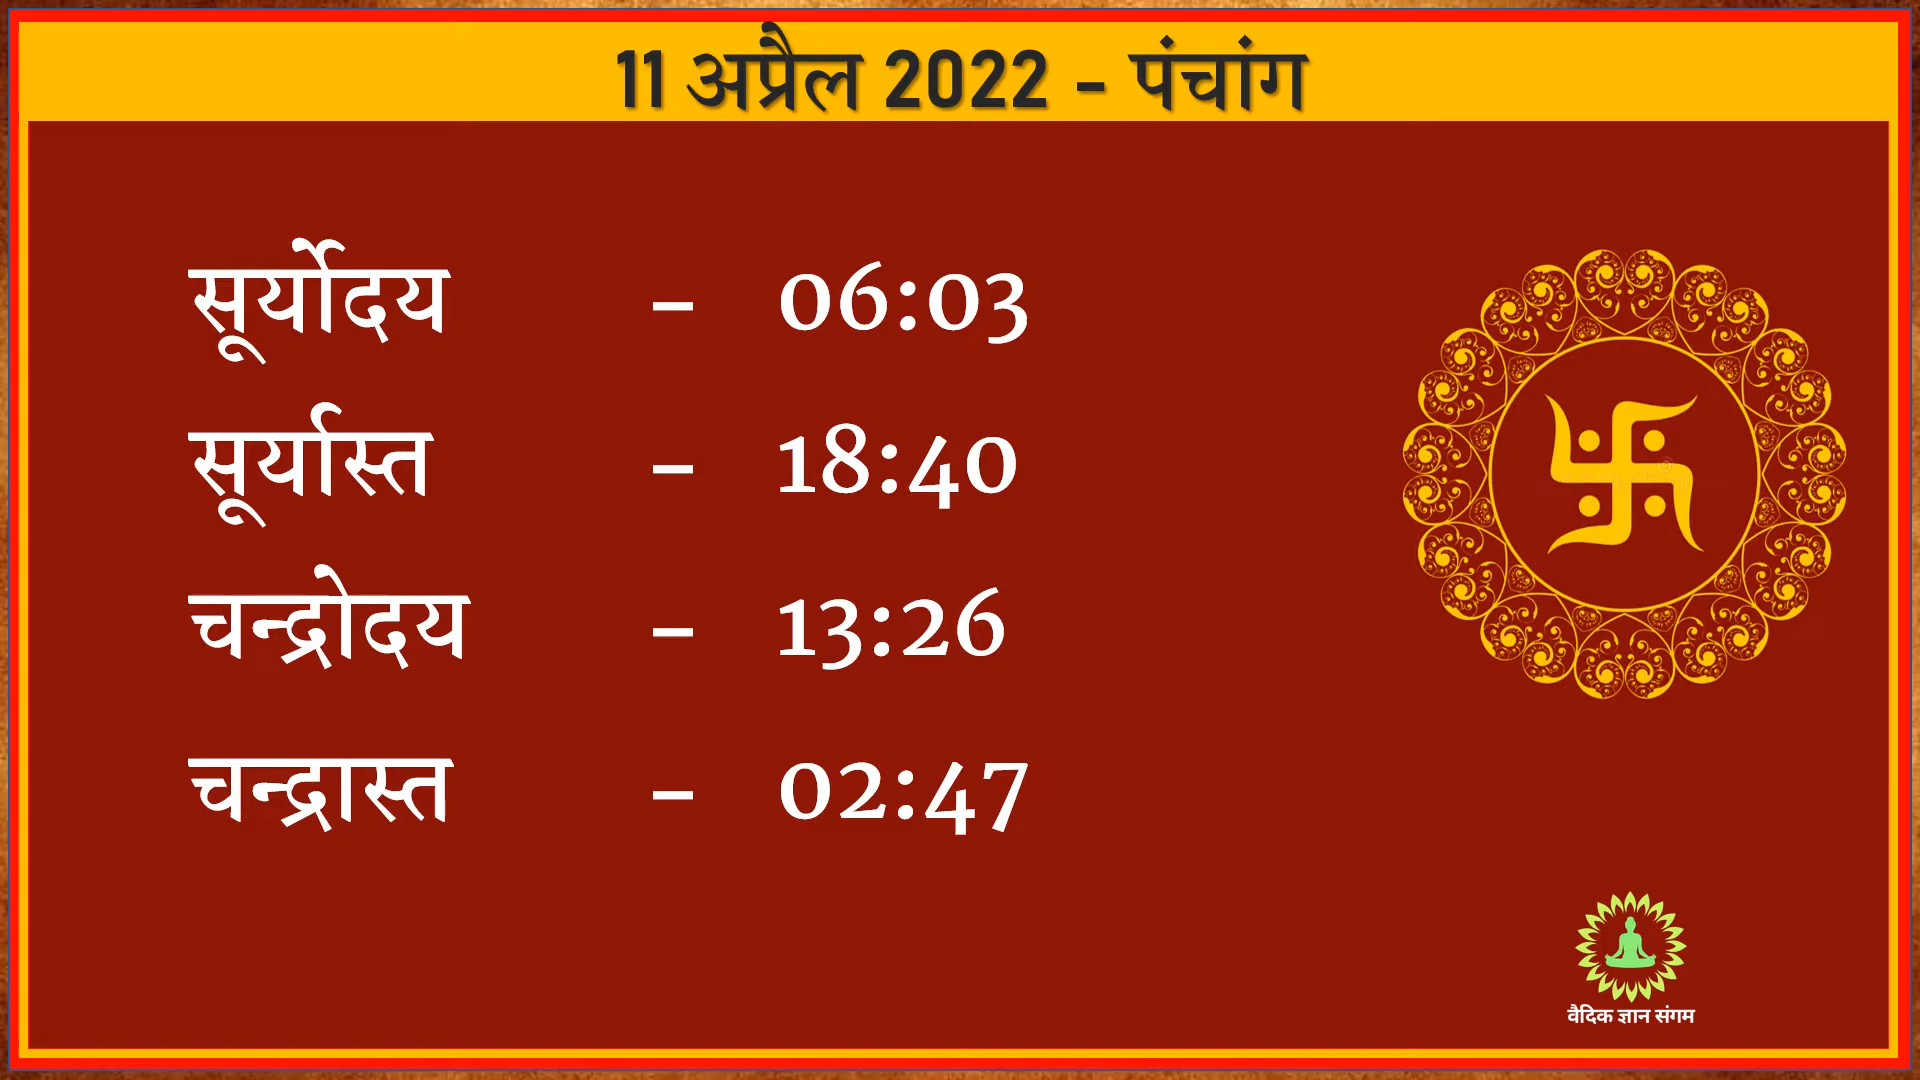 11 अप्रैल 2022 - पंचांग
सूर्योदय - 06:03
सूर्यास्त - 18:40
चन्द्रोदय - 13:26
चन्द्रास्त - 02:47
वैदिक ज्ञान संगम